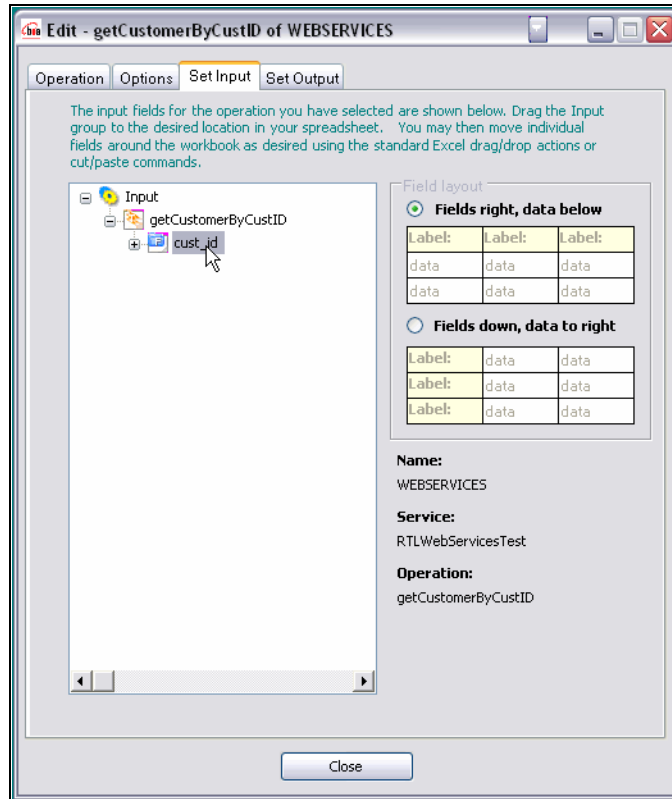 Edit - getCustomerByCustID of WEBSERVICES
Operation Options Set Input Set Output
The input fields for the operation you have selected are shown below. Drag the Input
group to the desired location in your spreadsheet. You may then move individual
fields around the workbook as desired using the standard Excel drag/drop actions or
cut/paste commands.
Input
getCustomerByCustID
cust_id
Field layout
Fields right, data below
Label: Label: Label:
data data data
data data data
Fields down, data to right
Label: data data
Label: data data
Label: data data
Name:
WEBSERVICES
Service:
RTLWebServicesTest
Operation:
getCustomerByCustID
Close